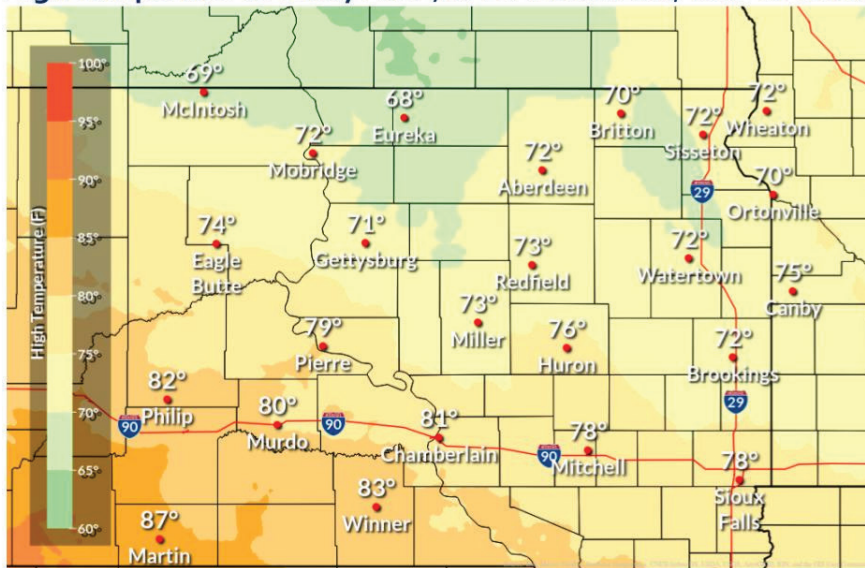 100°
95°
90°
85°
80°
75°
70°
65°
60°
High Temperature (F)
69°
McIntosh
68°
Eureka
70°
Britton
72°
Sisseton
72°
Wheaton
72°
Mobridge
72°
Aberdeen
29
70°
Ortonville
74°
Eagle
Butte
71°
Gettysburg
73°
Redfield
72°
Watertown
75°
Canby
79°
Pierre
73°
Miller
76°
Huron
72°
Brookings
82°
Philip
90
80°
Murdo
90
81°
Chamberlain
90
78°
Mitchell
29
78°
Sioux
Falls
87°
Martin
83°
Winner